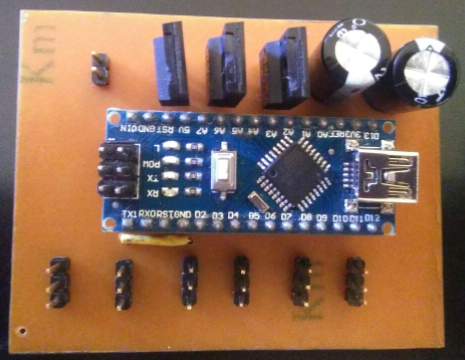 Km
VIN GND RST 5V A7 A6 A5 A4 A3 A2 A1 A0 REF 3V3 D13
L
POW
TX
RX
TX1 RX0 RST GND D2 D3 D4 D5 D6 D7 D8 D9 D10 D11 D12
Km